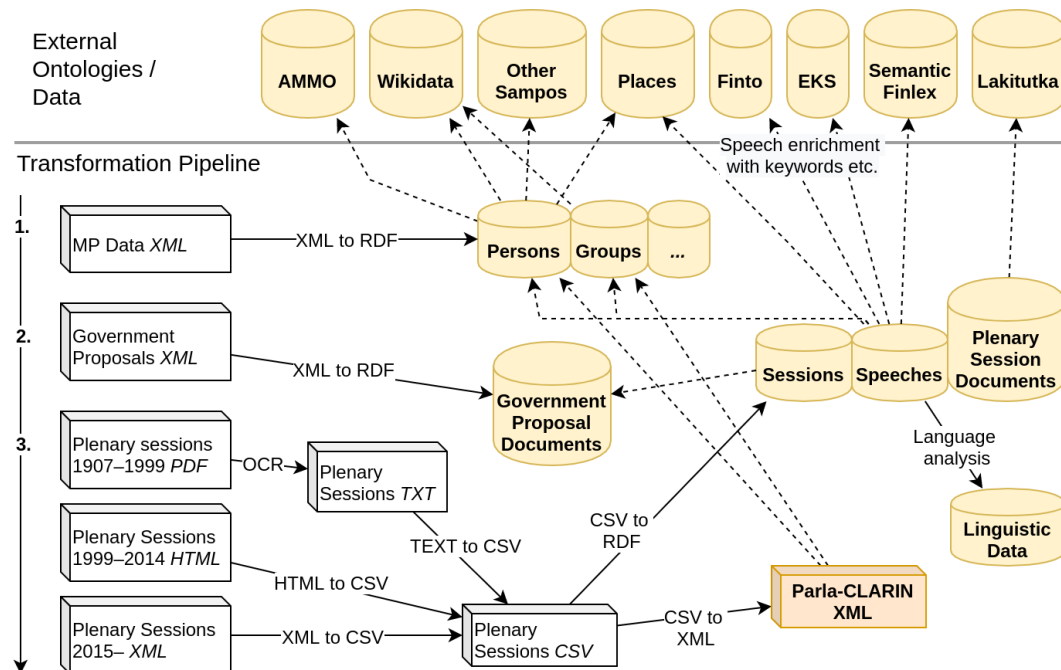 External
Ontologies /
Data
AMMO
Wikidata
Other
Sampos
Places
Finto
EKS
Semantic
Finlex
Lakitutka
Transformation Pipeline
Speech enrichment
with keywords etc.
1.
MP Data XML
XML to RDF
Persons
Groups
...
2.
Government
Proposals XML
XML to RDF
Government
Proposal
Documents
Sessions
Speeches
Plenary
Session
Documents
3.
Plenary sessions
1907–1999 PDF
OCR
Plenary
Sessions TXT
Language
analysis
Linguistic
Data
TEXT to CSV
CSV to
RDF
Plenary Sessions
1999–2014 HTML
HTML to CSV
Plenary Sessions
2015– XML
XML to CSV
Plenary
Sessions CSV
CSV to
XML
Parla-CLARIN
XML